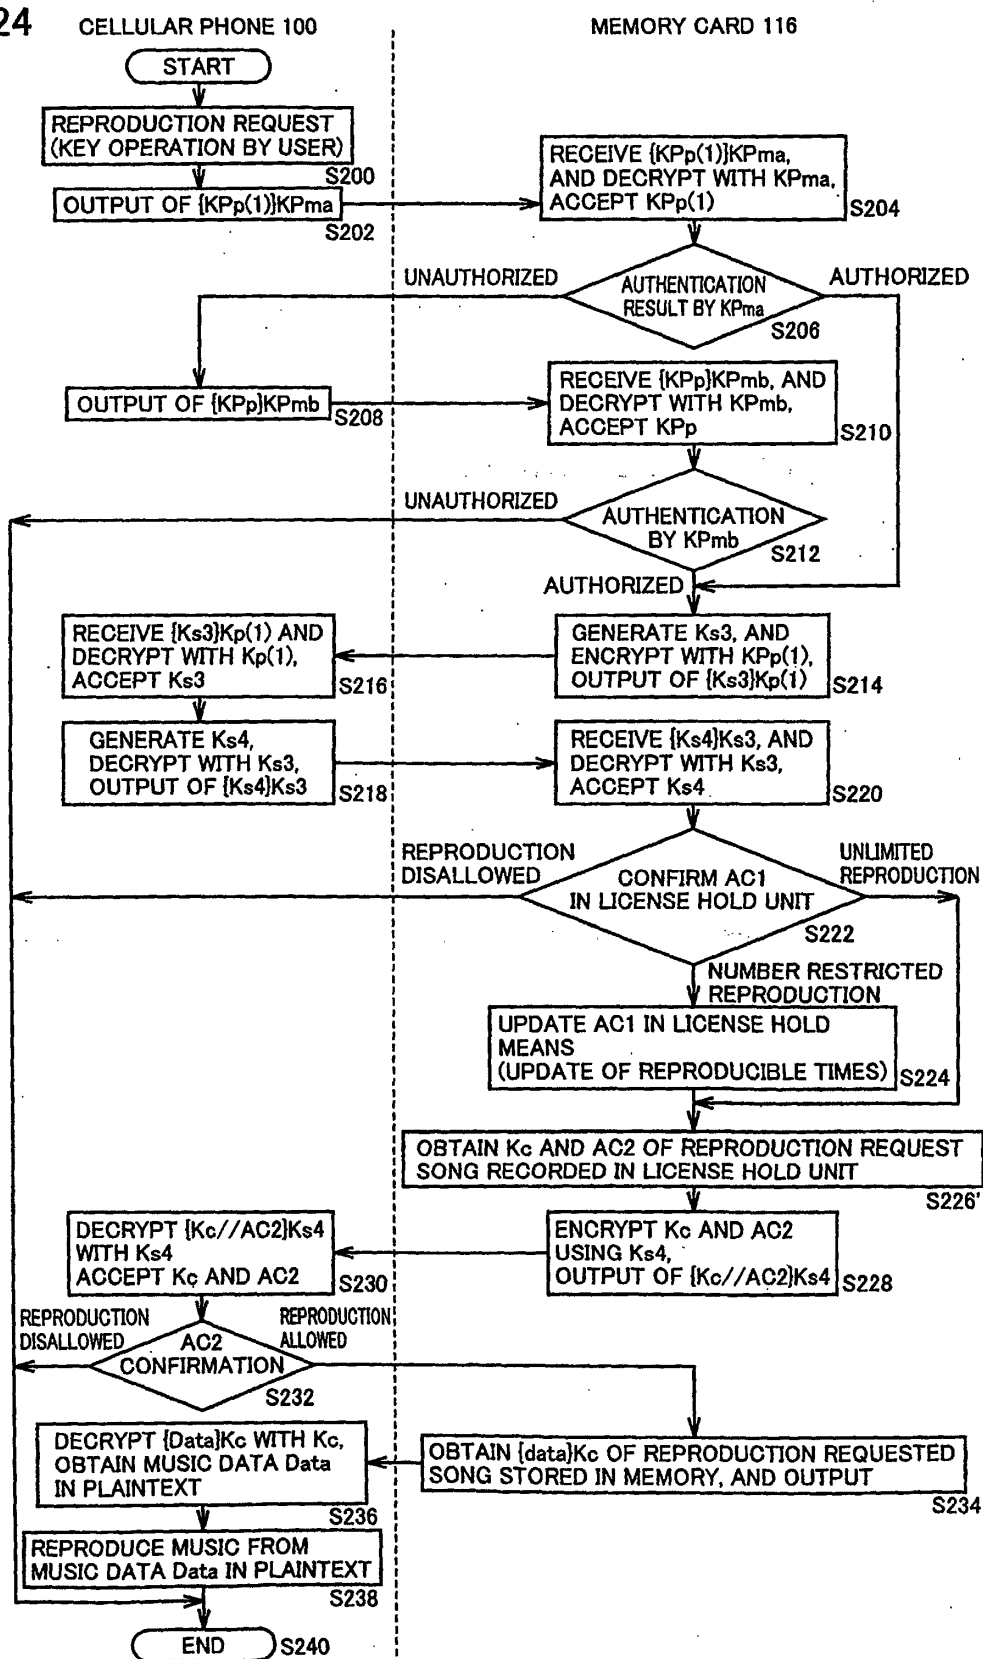 24
CELLULAR PHONE 100
MEMORY CARD 116
START
REPRODUCTION REQUEST
(KEY OPERATION BY USER)
S200
OUTPUT OF {KPp(1)}KPma
S202
RECEIVE {KPp(1)}KPma,
AND DECRYPT WITH KPma,
ACCEPT KPp(1)
S204
UNAUTHORIZED
AUTHENTICATION
RESULT BY KPma
AUTHORIZED
S206
OUTPUT OF {KPp}KPmb
S208
RECEIVE {KPp}KPmb, AND
DECRYPT WITH KPmb,
ACCEPT KPp
S210
UNAUTHORIZED
AUTHENTICATION
BY KPmb
S212
AUTHORIZED
RECEIVE {Ks3}Kp(1) AND
DECRYPT WITH Kp(1),
ACCEPT Ks3
S216
GENERATE Ks3, AND
ENCRYPT WITH KPp(1),
OUTPUT OF {Ks3}Kp(1)
S214
GENERATE Ks4,
DECRYPT WITH Ks3,
OUTPUT OF {Ks4}Ks3
S218
RECEIVE {Ks4}Ks3, AND
DECRYPT WITH Ks3,
ACCEPT Ks4
S220
REPRODUCTION
DISALLOWED
CONFIRM AC1
IN LICENSE HOLD UNIT
UNLIMITED
REPRODUCTION
S222
NUMBER RESTRICTED
REPRODUCTION
UPDATE AC1 IN LICENSE HOLD
MEANS
(UPDATE OF REPRODUCIBLE TIMES)
S224
OBTAIN Kc AND AC2 OF REPRODUCTION REQUEST
SONG RECORDED IN LICENSE HOLD UNIT
S226'
DECRYPT {Kc//AC2}Ks4
WITH Ks4
ACCEPT Kc AND AC2
S230
ENCRYPT Kc AND AC2
USING Ks4,
OUTPUT OF {Kc//AC2}Ks4
S228
REPRODUCTION
DISALLOWED
AC2
CONFIRMATION
REPRODUCTION
ALLOWED
S232
DECRYPT {Data}Kc WITH Kc,
OBTAIN MUSIC DATA Data
IN PLAINTEXT
S236
OBTAIN {data}Kc OF REPRODUCTION REQUESTED
SONG STORED IN MEMORY, AND OUTPUT
S234
REPRODUCE MUSIC FROM
MUSIC DATA Data IN PLAINTEXT
S238
END
S240